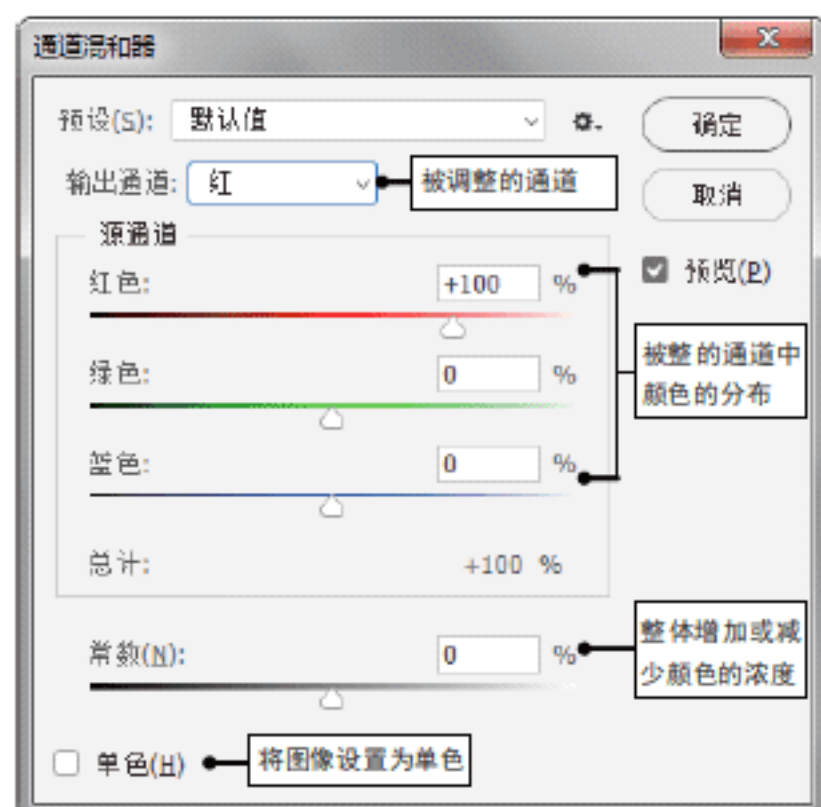 通道混和器
预设(S): 默认值
确定
输出通道: 红
被调整的通道
取消
源通道
预览(P)
红色: +100 %
被整的通道中
颜色的分布
绿色: 0 %
蓝色: 0 %
总计: +100 %
整体增加或减
少颜色的浓度
常数(N): 0 %
单色(H)
将图像设置为单色